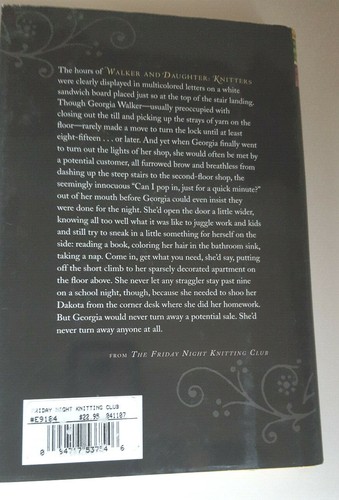 The hours of WALKER AND DAUGHTER: KNITTERS
were clearly displayed in multicolored letters on a white
sandwich board placed just so at the top of the stair landing.
Though Georgia Walker—usually preoccupied with
closing out the till and picking up the strays of yarn on the
floor—rarely made a move to turn the lock until at least
eight-fifteen . . . or later. And yet when Georgia finally went
to turn out the lights of her shop, she would often be met by
a potential customer, all furrowed brow and breathless from
dashing up the steep stairs to the second-floor shop, the
seemingly innocuous "Can I pop in, just for a quick minute?"
out of her mouth before Georgia could even insist they
were done for the night. She'd open the door a little wider,
knowing all too well what it was like to juggle work and kids
and still try to sneak in a little something for herself on the
side: reading a book, coloring her hair in the bathroom sink,
taking a nap. Come in, get what you need, she'd say, putting
off the short climb to her sparsely decorated apartment on
the floor above. She never let any straggler stay past nine
on a school night, though, because she needed to shoo her
Dakota from the corner desk where she did her homework.
But Georgia would never turn away a potential sale. She'd
never turn away anyone at all.
FROM THE FRIDAY NIGHT KNITTING CLUB
NIGHT KNITTING CLUB
#E9184 $22.95 041107